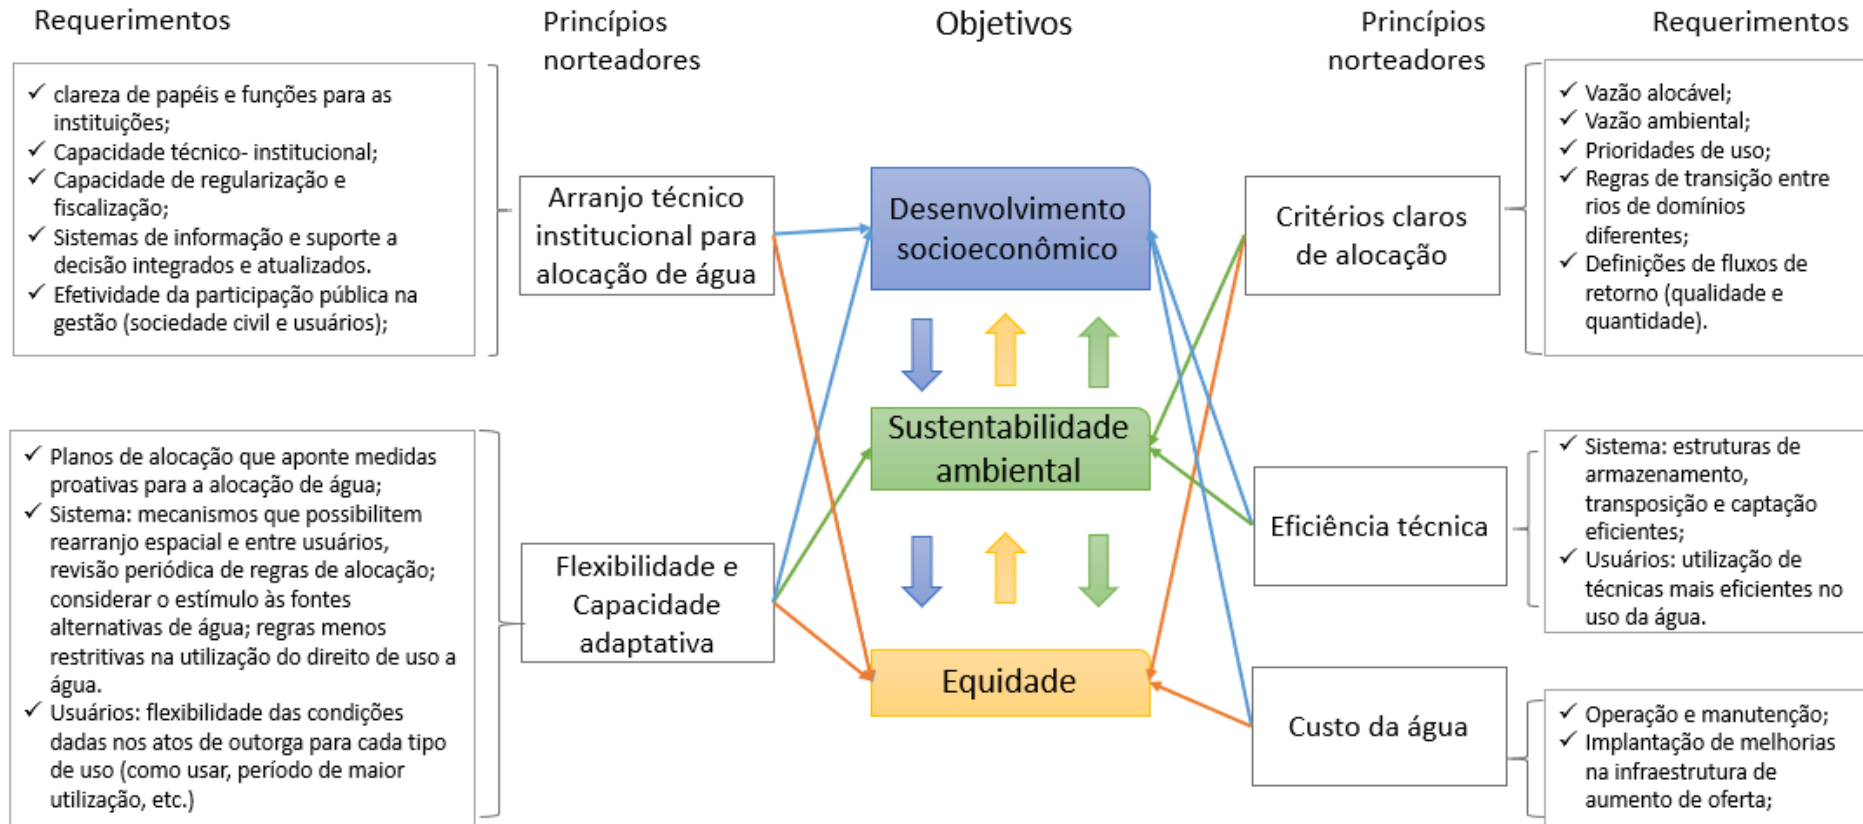 Requerimentos
Princípios
norteadores
Objetivos
Princípios
norteadores
Requerimentos
✓ clareza de papéis e funções para as
instituições;
✓ Capacidade técnico- institucional;
✓ Capacidade de regularização e
fiscalização;
✓ Sistemas de informação e suporte a
decisão integrados e atualizados.
✓ Efetividade da participação pública na
gestão (sociedade civil e usuários);
Arranjo técnico
institucional para
alocação de água
✓ Planos de alocação que aponte medidas
proativas para a alocação de água;
✓ Sistema: mecanismos que possibilitem
rearranjo espacial e entre usuários,
revisão periódica de regras de alocação;
considerar o estímulo às fontes
alternativas de água; regras menos
restritivas na utilização do direito de uso a
água.
✓ Usuários: flexibilidade das condições
dadas nos atos de outorga para cada tipo
de uso (como usar, período de maior
utilização, etc.)
Flexibilidade e
Capacidade
adaptativa
Desenvolvimento
socioeconômico
Sustentabilidade
ambiental
Equidade
Critérios claros
de alocação
✓ Vazão alocável;
✓ Vazão ambiental;
✓ Prioridades de uso;
✓ Regras de transição entre
rios de domínios
diferentes;
✓ Definições de fluxos de
retorno (qualidade e
quantidade).
Eficiência técnica
✓ Sistema: estruturas de
armazenamento,
transposição e captação
eficientes;
✓ Usuários: utilização de
técnicas mais eficientes no
uso da água.
Custo da água
✓ Operação e manutenção;
✓ Implantação de melhorias
na infraestrutura de
aumento de oferta;